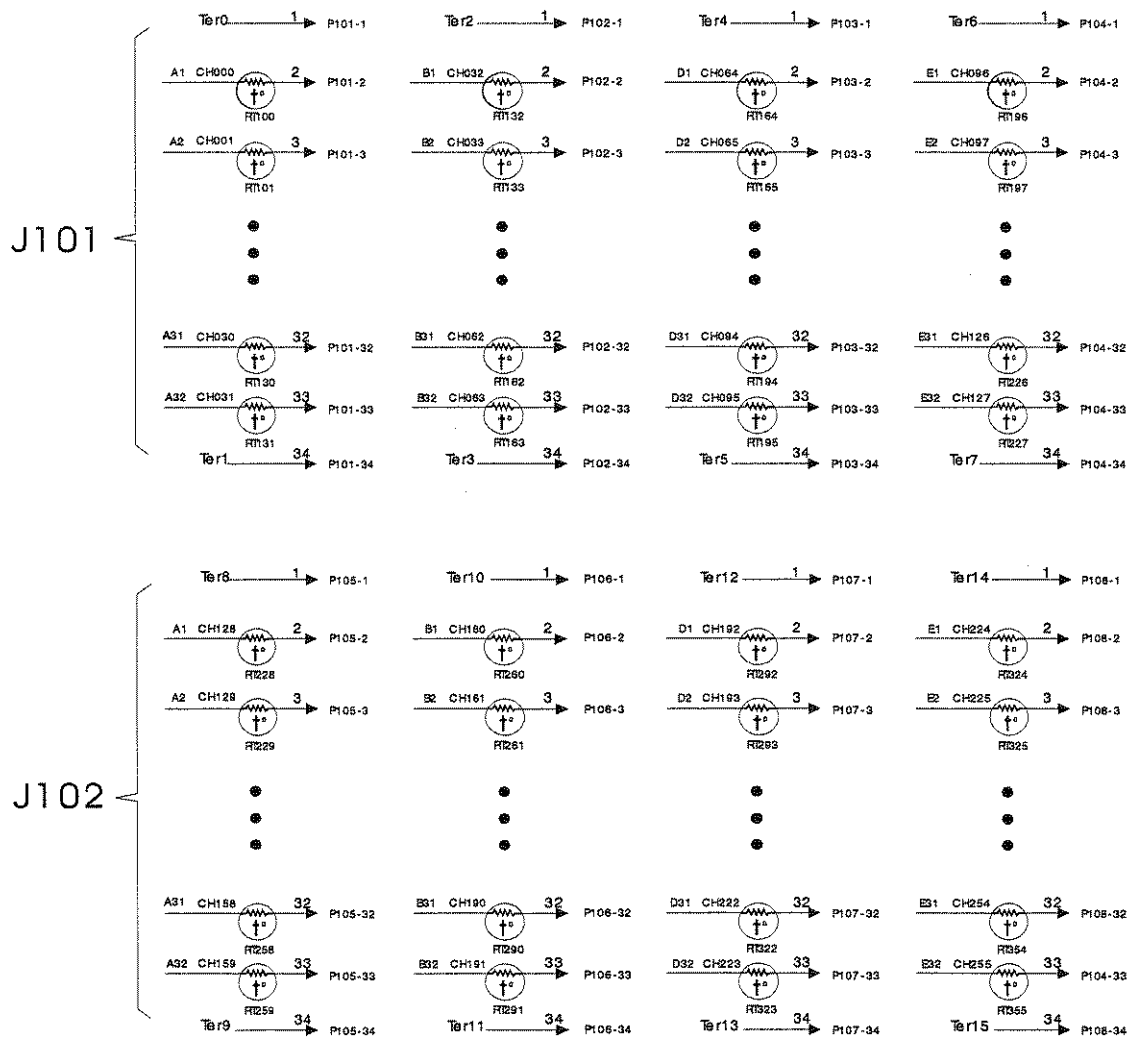 Ter0 1 P101-1 Ter2 1 P102-1 Ter4 1 P103-1 Ter6 1 P104-1
A1 CH000 2 P101-2 B1 CH032 2 P102-2 D1 CH064 2 P103-2 E1 CH096 2 P104-2
RT100 RT132 RT164 RT196
A2 CH001 3 P101-3 B2 CH033 3 P102-3 D2 CH065 3 P103-3 E2 CH097 3 P104-3
RT101 RT133 RT165 RT197
J101
A31 CH030 32 P101-32 B31 CH062 32 P102-32 D31 CH094 32 P103-32 E31 CH126 32 P104-32
RT130 RT162 RT194 RT226
A32 CH031 33 P101-33 B32 CH063 33 P102-33 D32 CH095 33 P103-33 E32 CH127 33 P104-33
RT131 RT163 RT195 RT227
Ter1 34 P101-34 Ter3 34 P102-34 Ter5 34 P103-34 Ter7 34 P104-34
Ter8 1 P105-1 Ter10 1 P106-1 Ter12 1 P107-1 Ter14 1 P108-1
A1 CH128 2 P105-2 B1 CH160 2 P106-2 D1 CH192 2 P107-2 E1 CH224 2 P108-2
RT228 RT260 RT292 RT324
A2 CH129 3 P105-3 B2 CH161 3 P106-3 D2 CH193 3 P107-3 E2 CH225 3 P108-3
RT229 RT261 RT293 RT325
J102
A31 CH158 32 P105-32 B31 CH190 32 P106-32 D31 CH222 32 P107-32 E31 CH254 32 P108-32
RT258 RT290 RT322 RT354
A32 CH159 33 P105-33 B32 CH191 33 P106-33 D32 CH223 33 P107-33 E32 CH255 33 P104-33
RT259 RT291 RT323 RT355
Ter9 34 P105-34 Ter11 34 P106-34 Ter13 34 P107-34 Ter15 34 P108-34